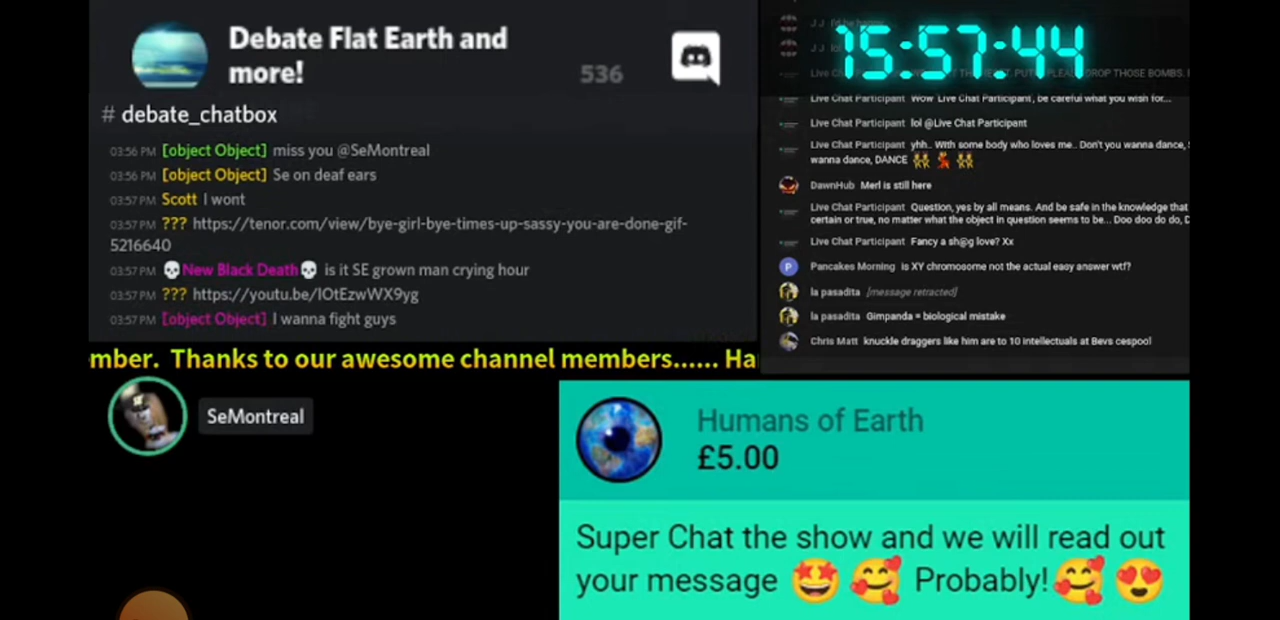 Debate Flat Earth and
more!
536
# debate_chatbox
03:56 PM [object Object] miss you @SeMontreal
03:56 PM [object Object] Se on deaf ears
03:57 PM Scott I wont
03:57 PM ??? https://tenor.com/view/bye-girl-bye-times-up-sassy-you-are-done-gif-
5216640
03:57 PM 💀New Black Death💀 is it SE grown man crying hour
03:57 PM ??? https://youtu.be/lOtEzwWX9yg
03:57 PM [object Object] I wanna fight guys
mber. Thanks to our awesome channel members...... Ha
15:57:44
J.J
J.J
DROP THOSE BOMBS.
Live Chat Participant Wow Live Chat Participant, be careful what you wish for...
Live Chat Participant lol @Live Chat Participant
Live Chat Participant yhh.. With some body who loves me.. Don't you wanna dance,
wanna dance, DANCE 👯 💃 👯
DawnHub Merl is still here
Live Chat Participant Question, yes by all means. And be safe in the knowledge that
certain or true, no matter what the object in question seems to be... Doo doo do do, D
Live Chat Participant Fancy a sh@g love? Xx
P
Pancakes Morning is XY chromosome not the actual easy answer wtf?
la pasadita [message retracted]
la pasadita Gimpanda = biological mistake
Chris Matt knuckle draggers like him are to 10 intellectuals at Bevs cespool
SeMontreal
Humans of Earth
£5.00
Super Chat the show and we will read out
your message 🤩 🥰 Probably!🥰 😍